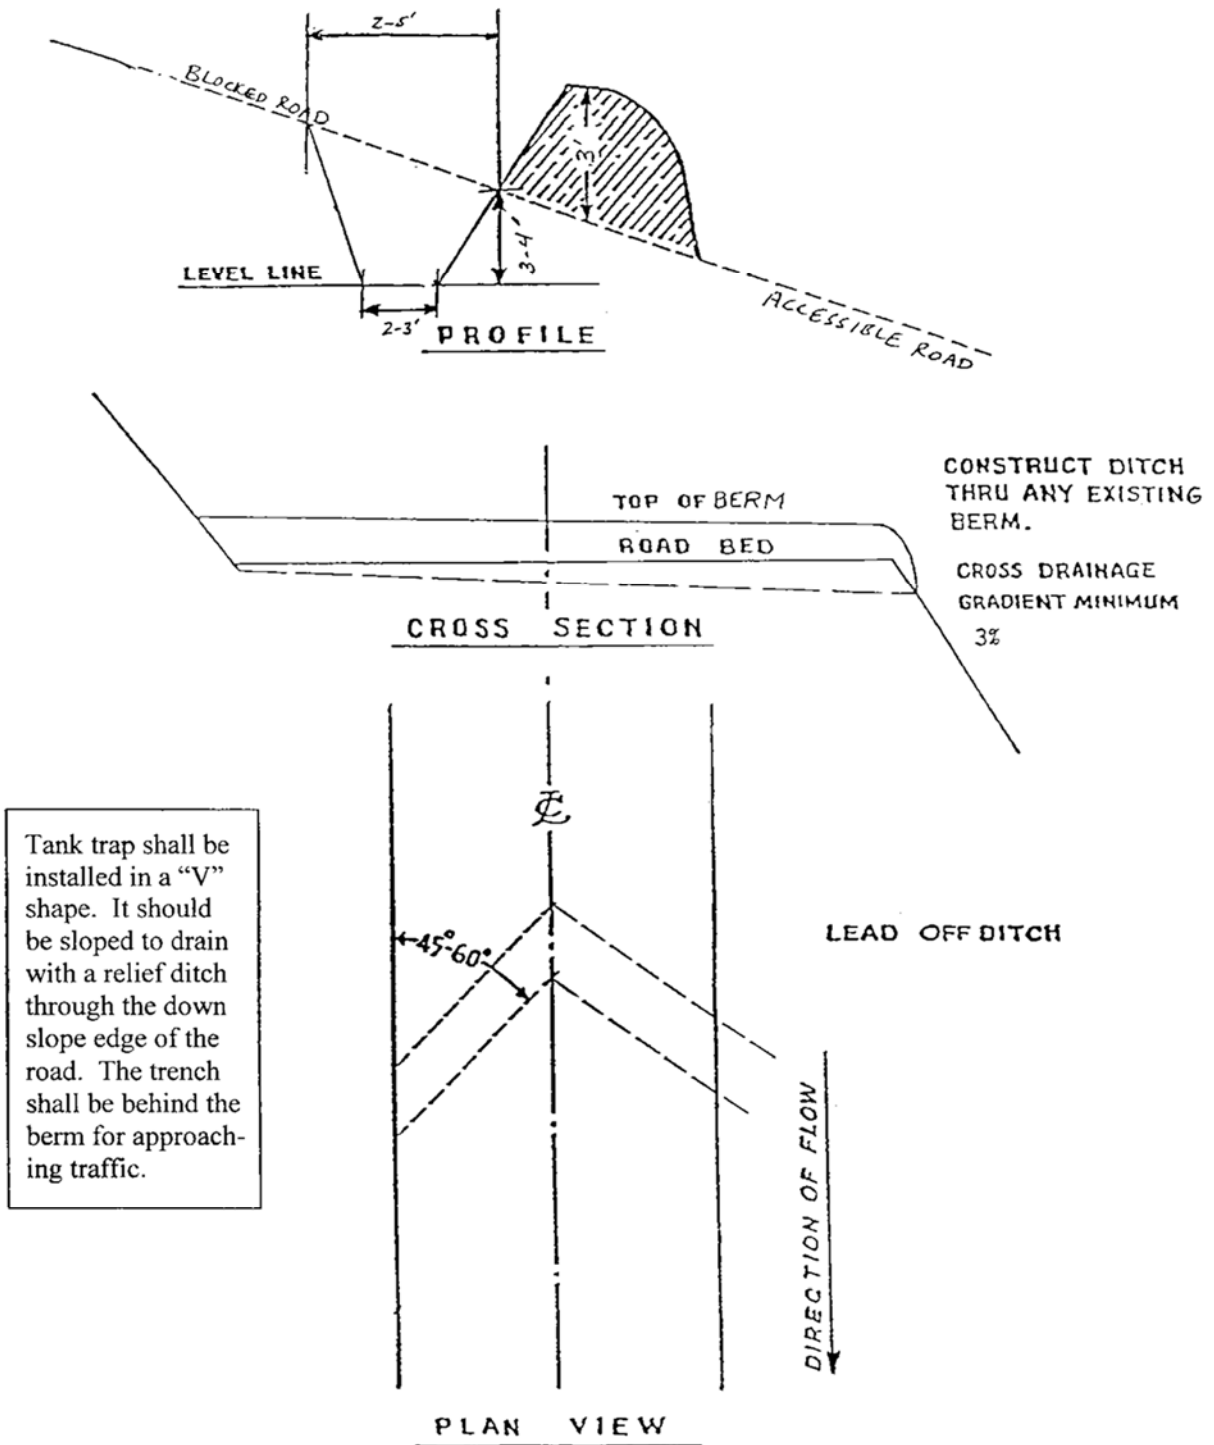 2-5'
BLOCKED ROAD
3'
3-4'
LEVEL LINE
2-3'
ACCESSIBLE ROAD
PROFILE
CONSTRUCT DITCH
THRU ANY EXISTING
BERM.
TOP OF BERM
ROAD BED
CROSS DRAINAGE
GRADIENT MINIMUM
3%
CROSS SECTION
℄
Tank trap shall be
installed in a “V”
shape. It should
be sloped to drain
with a relief ditch
through the down
slope edge of the
road. The trench
shall be behind the
berm for approach-
ing traffic.
45°-60°
LEAD OFF DITCH
DIRECTION OF FLOW
PLAN VIEW